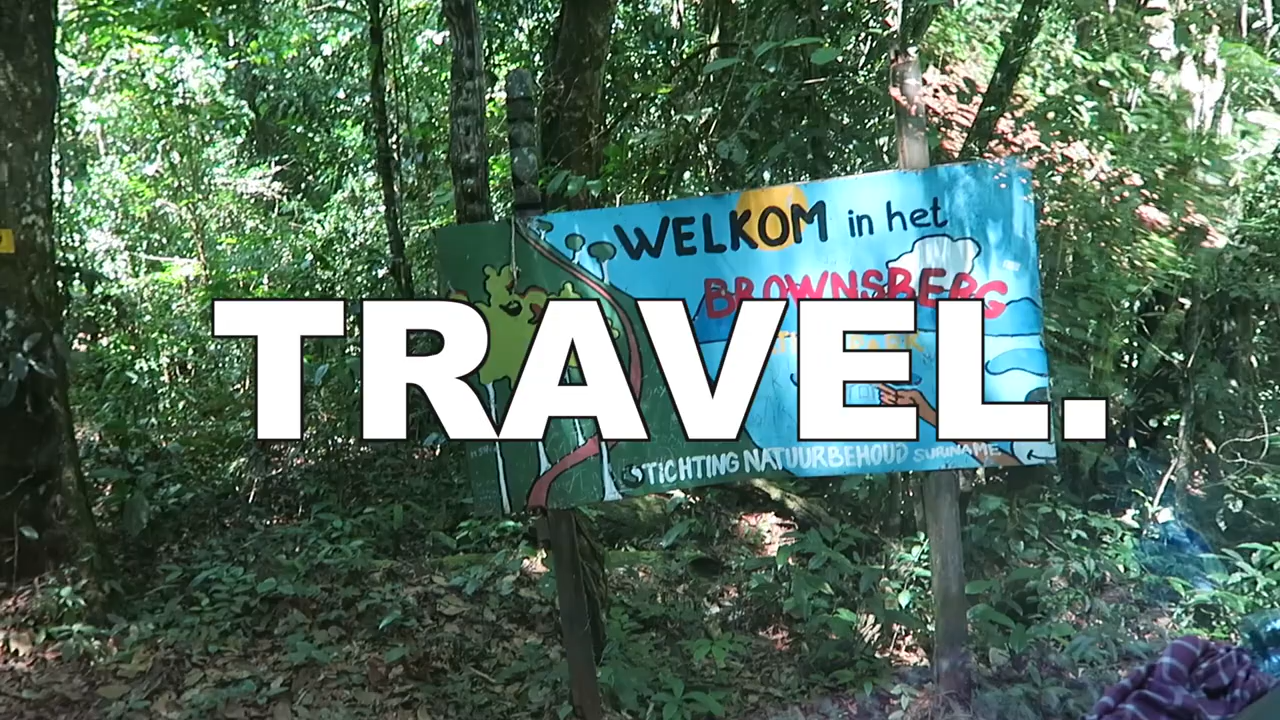 WELKOM in het
BROWNSBERG
TRAVEL.
STICHTING NATUURBEHOUD SURINAME